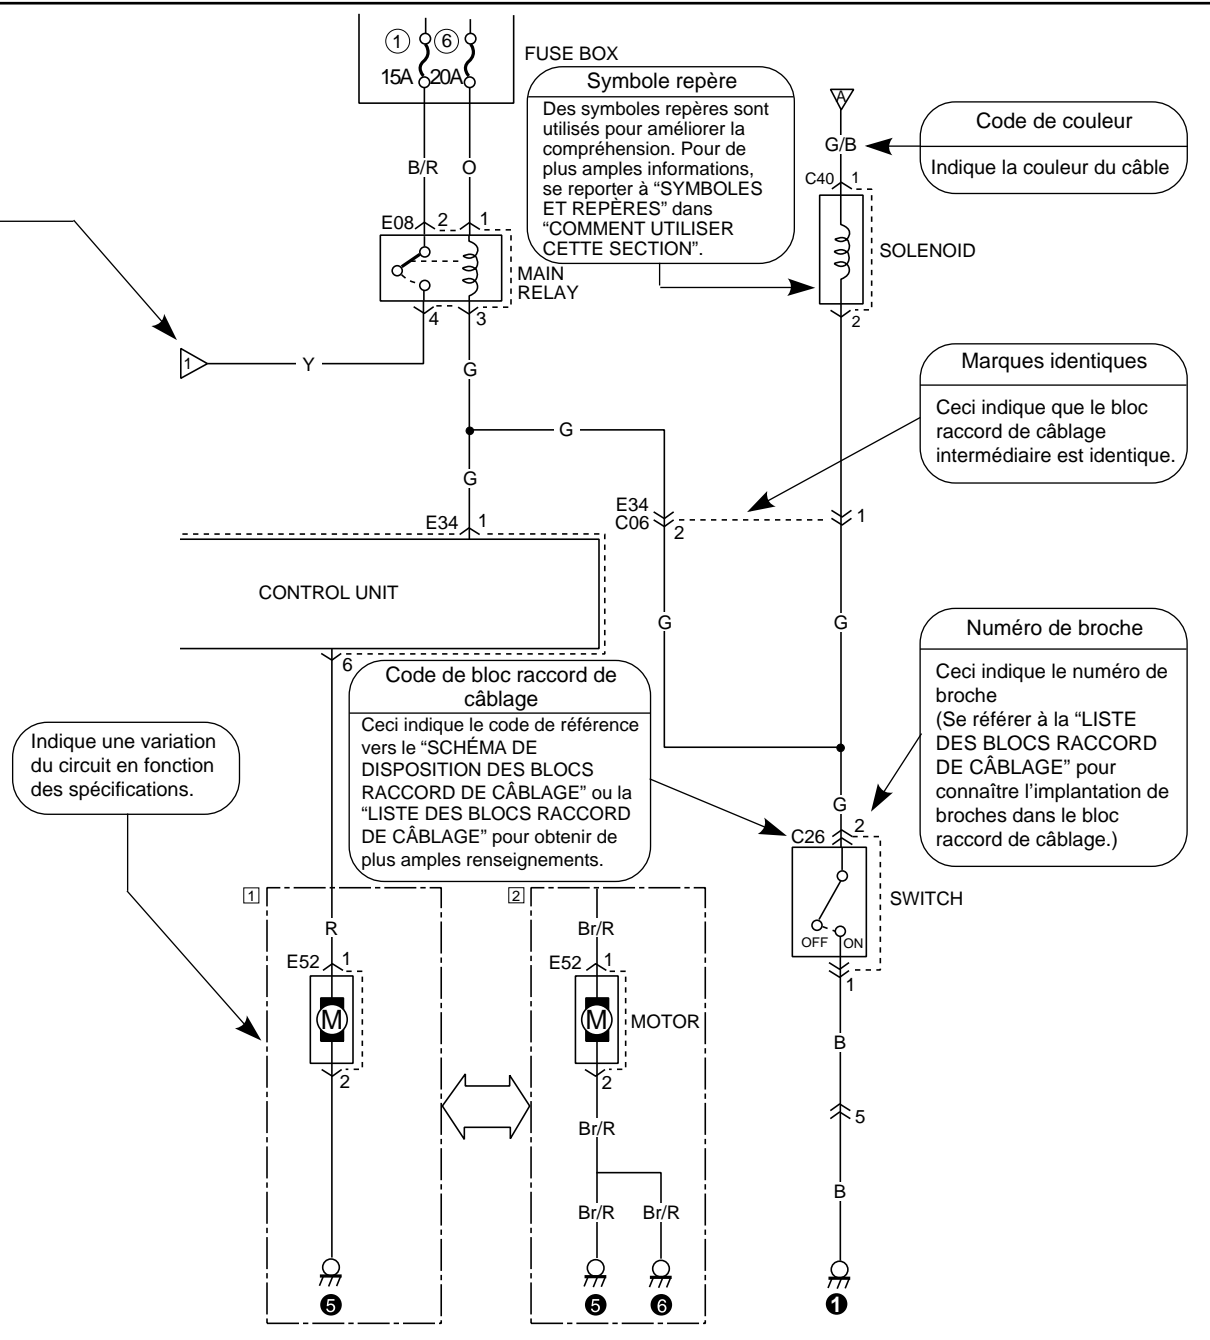 1 6
15A 20A
FUSE BOX
Symbole repère
Des symboles repères sont
utilisés pour améliorer la
compréhension. Pour de
plus amples informations,
se reporter à “SYMBOLES
ET REPÈRES” dans
“COMMENT UTILISER
CETTE SECTION”.
A
G/B
Code de couleur
Indique la couleur du câble
B/R O
C40 1
E08 2 1
SOLENOID
MAIN
RELAY
4 3
2
1 Y
G
Marques identiques
Ceci indique que le bloc
raccord de câblage
intermédiaire est identique.
G
G
E34 1
E34
C06 2
1
CONTROL UNIT
G G
6
Numéro de broche
Ceci indique le numéro de
broche
(Se référer à la “LISTE
DES BLOCS RACCORD
DE CÂBLAGE” pour
connaître l’implantation de
broches dans le bloc
raccord de câblage.)
Code de bloc raccord de
câblage
Ceci indique le code de référence
vers le “SCHÉMA DE
DISPOSITION DES BLOCS
RACCORD DE CÂBLAGE” ou la
“LISTE DES BLOCS RACCORD
DE CÂBLAGE” pour obtenir de
plus amples renseignements.
Indique une variation
du circuit en fonction
des spécifications.
G
C26 2
SWITCH
OFF ON
1
1 2
R Br/R
E52 1 E52 1
M M MOTOR
2 2
B
Br/R
5
B
Br/R Br/R
5 5 6 1